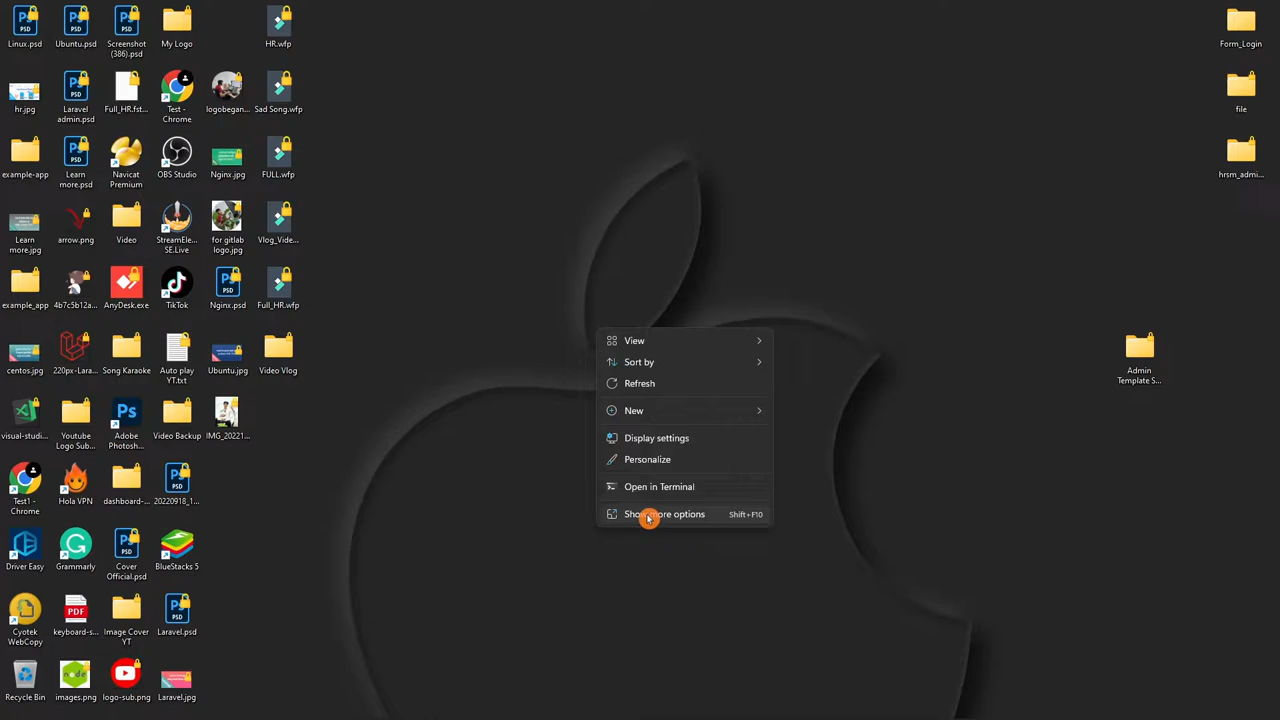 Linux.psd
Ubuntu.psd
Screenshot
(386).psd
My Logo
HR.wfp
hr.jpg
Laravel
admin.psd
Full_HR.fst...
Test -
Chrome
logobegan...
Sad Song.wfp
example-app
Learn
more.psd
Navicat
Premium
OBS Studio
Nginx.jpg
FULL.wfp
Learn
more.jpg
arrow.png
Video
StreamEle...
SE.Live
for gitlab
logo.jpg
Vlog_Vide...
example_app
4b7c5b12a...
AnyDesk.exe
TikTok
Nginx.psd
Full_HR.wfp
centos.jpg
220px-Lara...
Song Karaoke
Auto play
YT.txt
Ubuntu.jpg
Video Vlog
visual-studi...
Youtube
Logo Sub...
Adobe
Photosh...
Video Backup
IMG_20221...
Test1 -
Chrome
Hola VPN
dashboard-...
20220918_1...
Driver Easy
Grammarly
Cover
Official.psd
BlueStacks 5
Cyotek
WebCopy
keyboard-s...
Image Cover
YT
Laravel.psd
Recycle Bin
images.png
logo-sub.png
Laravel.jpg
View
Sort by
Refresh
New
Display settings
Personalize
Open in Terminal
Show more options Shift+F10
Form_Login
file
hrsm_admi...
Admin
Template S...